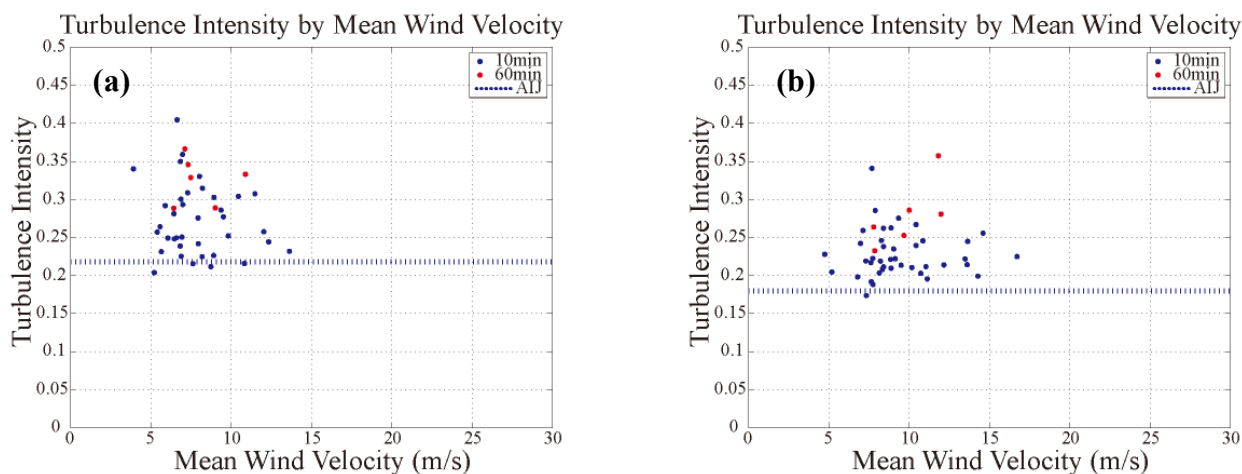 Turbulence Intensity by Mean Wind Velocity
0.5
0.45
0.4
0.35
0.3
0.25
0.2
0.15
0.1
0.05
0
Turbulence Intensity
(a)
10min
60min
AIJ
0 5 10 15 20 25 30
Mean Wind Velocity (m/s)
Turbulence Intensity by Mean Wind Velocity
0.5
0.45
0.4
0.35
0.3
0.25
0.2
0.15
0.1
0.05
0
Turbulence Intensity
(b)
10min
60min
AIJ
0 5 10 15 20 25 30
Mean Wind Velocity (m/s)